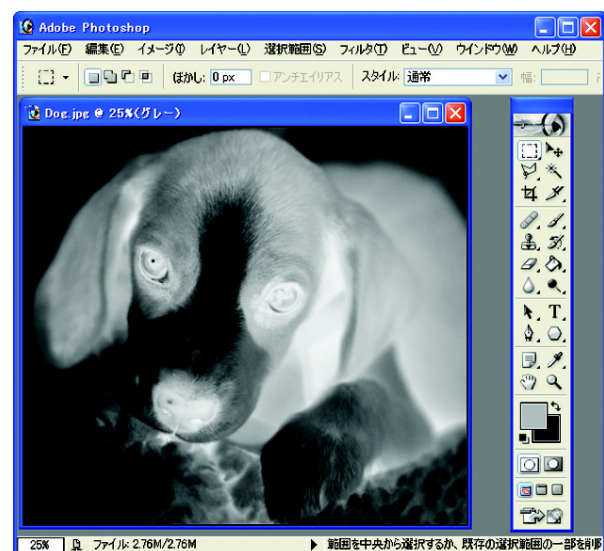 Adobe Photoshop
ファイル(F) 編集(E) イメージ(I) レイヤー(L) 選択範囲(S) フィルタ(T) ビュー(V) ウインドウ(W) ヘルプ(H)
ぼかし: 0 px アンチエイリアス スタイル: 通常 幅:
Dog.jpg @ 25%(グレー)
T
25% ファイル: 2.76M/2.76M 範囲を中央から選択するか、既存の選択範囲の一部を削除